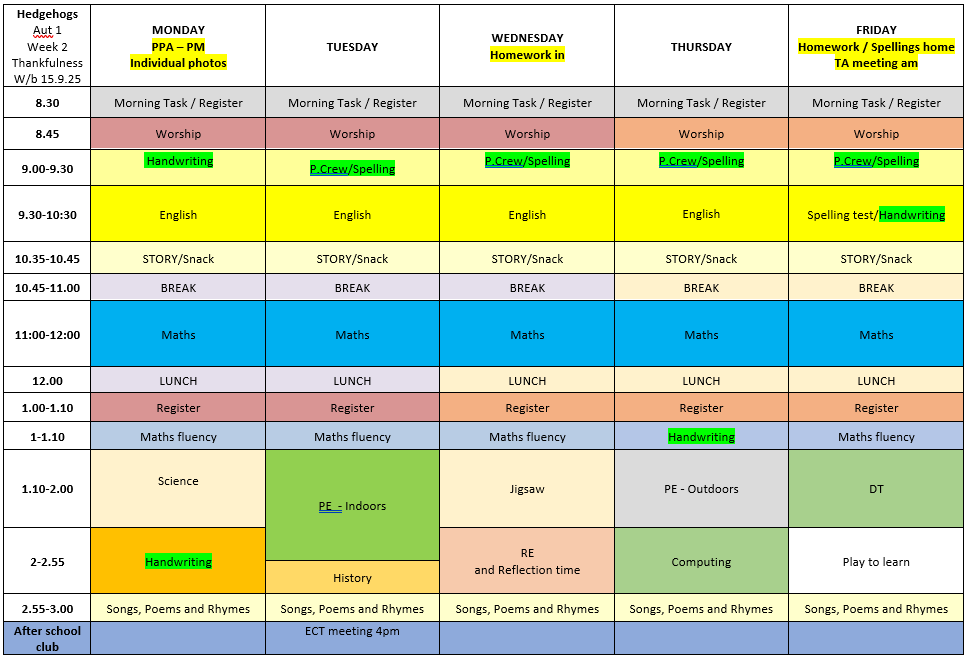 Hedgehogs
Aut 1
Week 2
Thankfulness
W/b 15.9.25
MONDAY
PPA – PM
Individual photos
TUESDAY
WEDNESDAY
Homework in
THURSDAY
FRIDAY
Homework / Spellings home
TA meeting am
8.30
Morning Task / Register
Morning Task / Register
Morning Task / Register
Morning Task / Register
Morning Task / Register
8.45
Worship
Worship
Worship
Worship
Worship
9.00-9.30
Handwriting
P.Crew/Spelling
P.Crew/Spelling
P.Crew/Spelling
P.Crew/Spelling
9.30-10:30
English
English
English
English
Spelling test/Handwriting
10.35-10.45
STORY/Snack
STORY/Snack
STORY/Snack
STORY/Snack
STORY/Snack
10.45-11.00
BREAK
BREAK
BREAK
BREAK
BREAK
11:00-12:00
Maths
Maths
Maths
Maths
Maths
12.00
LUNCH
LUNCH
LUNCH
LUNCH
LUNCH
1.00-1.10
Register
Register
Register
Register
Register
1-1.10
Maths fluency
Maths fluency
Maths fluency
Handwriting
Maths fluency
1.10-2.00
Science
PE - Indoors
Jigsaw
PE - Outdoors
DT
2-2.55
Handwriting
History
RE
and Reflection time
Computing
Play to learn
2.55-3.00
Songs, Poems and Rhymes
Songs, Poems and Rhymes
Songs, Poems and Rhymes
Songs, Poems and Rhymes
Songs, Poems and Rhymes
After school
club
ECT meeting 4pm